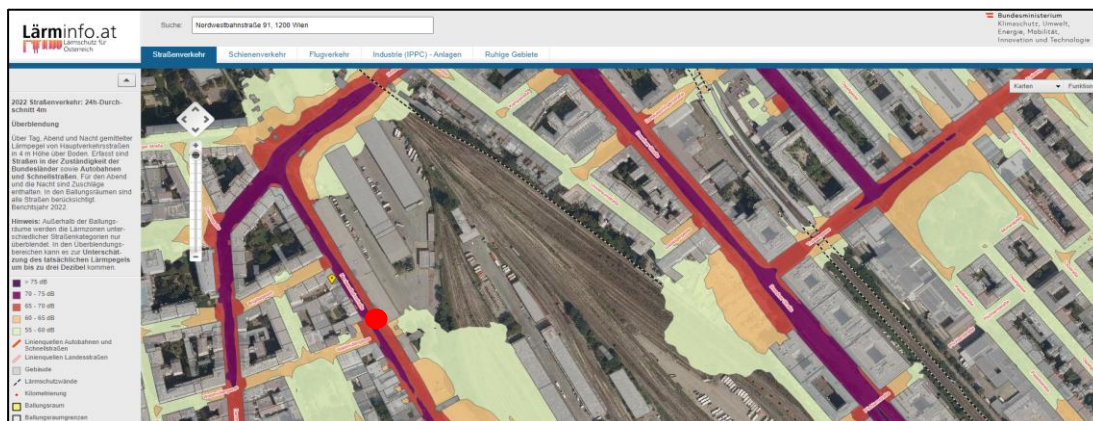 Lärminfo.at
Lärmschutz für
Österreich
Suche:
Nordwestbahnstraße 91, 1200 Wien
Bundesministerium
Klimaschutz, Umwelt,
Energie, Mobilität,
Innovation und Technologie
Straßenverkehr
Schienenverkehr
Flugverkehr
Industrie (IPPC) - Anlagen
Ruhige Gebiete
Karten
Funktion
2022 Straßenverkehr: 24h-Durch-
schnitt 4m
Überblendung
Über Tag, Abend und Nacht gemittelter
Lärmpegel von Hauptverkehrsstraßen
in 4 m Höhe über Boden. Erfasst sind
Straßen in der Zuständigkeit der
Bundesländer sowie Autobahnen
und Schnellstraßen. Für den Abend
und die Nacht sind Zuschläge
enthalten. In den Ballungsräumen sind
alle Straßen berücksichtigt.
Berichtsjahr 2022.
Hinweis: Außerhalb der Ballungs-
räume werden die Lärmzonen unter-
schiedlicher Straßenkategorien nur
überblendet. In den Überblendungs-
bereichen kann es zur Unterschät-
zung des tatsächlichen Lärmpegels
um bis zu drei Dezibel kommen.
> 75 dB
70 - 75 dB
65 - 70 dB
60 - 65 dB
55 - 60 dB
Linienquellen Autobahnen und
Schnellstraßen
Linienquellen Landesstraßen
Gebäude
Lärmschutzwände
Kilometrierung
Ballungsraum
Ballungsraumgrenzen